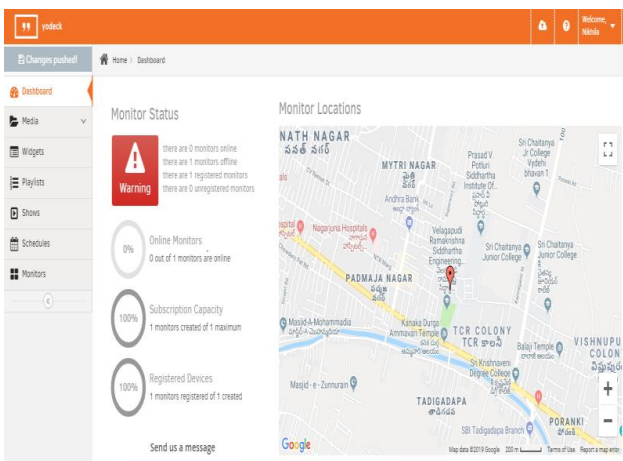 yodeck
Welcome,
Nikhila
Changes pushed!
Home > Dashboard
Dashboard
Media
Widgets
Playlists
Shows
Schedules
Monitors
Monitor Status
Warning
there are 0 monitors online
there are 1 monitors offline
there are 1 registered monitors
there are 0 unregistered monitors
0%
Online Monitors
0 out of 1 monitors are online
100%
Subscription Capacity
1 monitors created of 1 maximum
100%
Registered Devices
1 monitors registered of 1 created
Send us a message
Monitor Locations
NATH NAGAR
MYTRI NAGAR
Prasad V.
Potluri
Siddhartha
Institute Of..
Sri Chaitanya
Jr College
Vydehi
bhavan 1
Andhra Bank
ఆంధ్ర బ్యాంక్
Nagarjuna Hospitals
Velagapudi
Ramakrishna
Siddhartha
Engineering...
Sri Chaitanya
Junior College
Sri Chaitanya
Junior College
PADMAJA NAGAR
పద్మజ
నగర్
Masjid-A-Mohammadia
Kanaka Durga
Ammavari Temple
TCR COLONY
TCR కాలనీ
Balaji Temple
VISHNUPU
COLON
Sri Krishnaveni
Degree College
Masjid - e - Zunnurain
TADIGADAPA
తాడిగడప
SBI Tadigadapa Branch
PORANKI
పోరంకి
Google
Map data ©2019 Google
200 m
Terms of Use
Report a map error